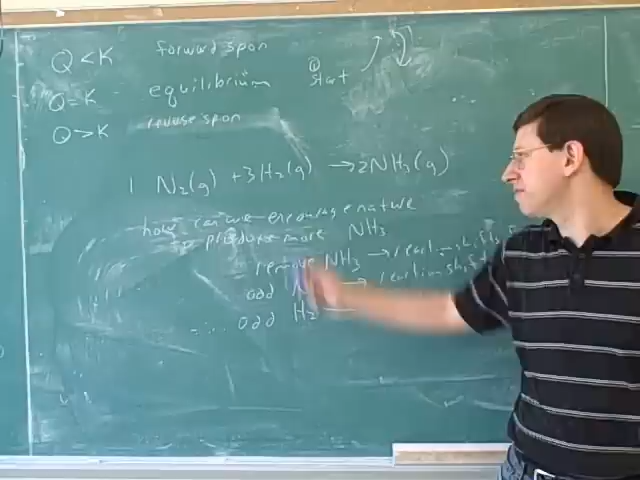 Q < K forward spon
Q = K equilibrium
Q > K reverse spon
Q start
1 N2(g) + 3H2(g) → 2NH3(g)
how can we encourage nature
to produce more NH3
remove NH3 →
add →
add H2